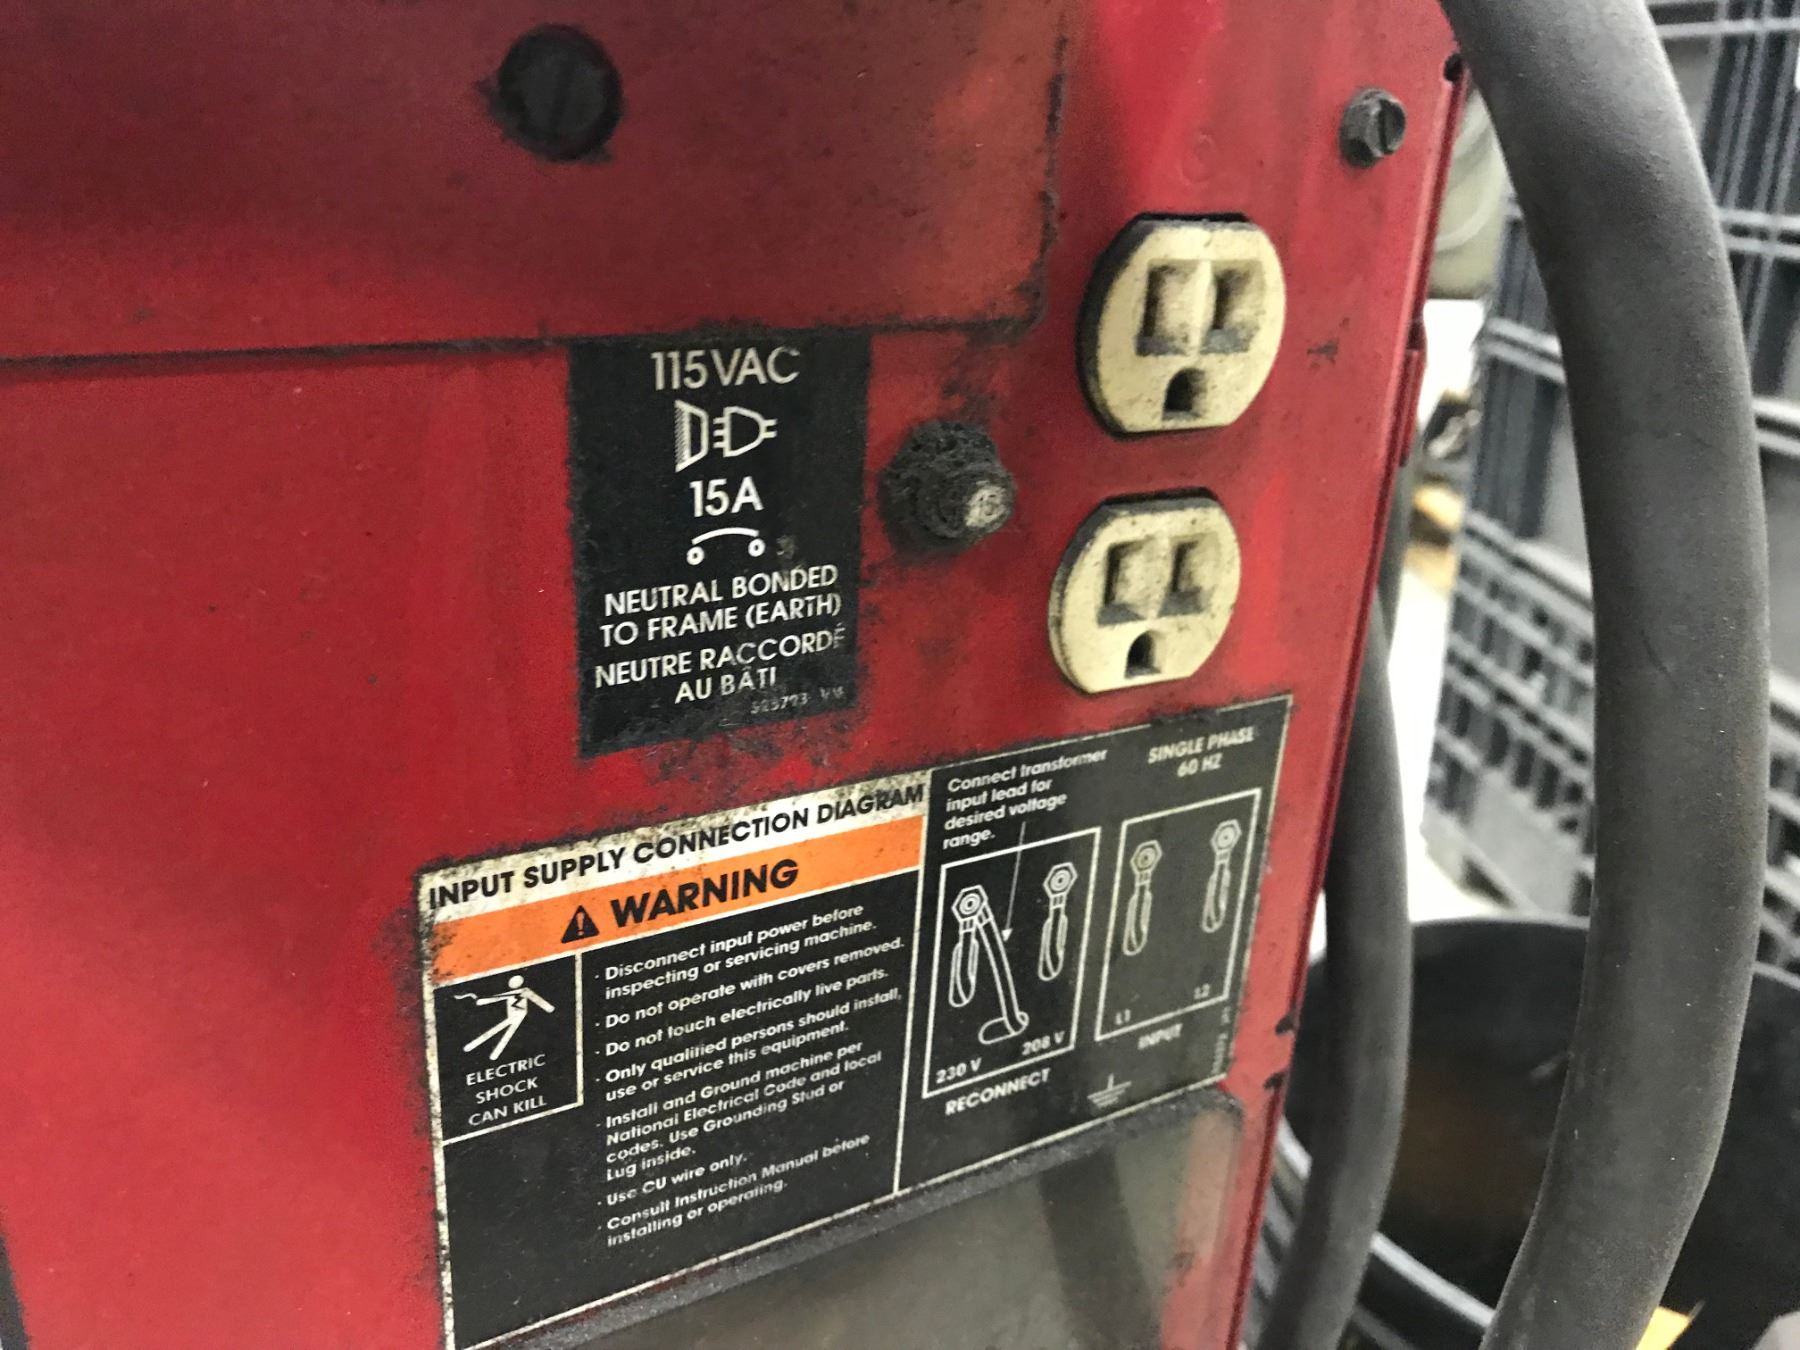 115VAC
15A
15
NEUTRAL BONDED
TO FRAME (EARTH)
NEUTRE RACCORDÉ
AU BÂTI
INPUT SUPPLY CONNECTION DIAGRAM
WARNING
ELECTRIC
SHOCK
CAN KILL
· Disconnect input power before
inspecting or servicing machine.
· Do not operate with covers removed.
· Do not touch electrically live parts.
· Only qualified persons should install,
use or service this equipment.
· Install and Ground machine per
National Electrical Code and local
codes. Use Grounding Stud or
Lug inside.
· Use CU wire only.
· Consult Instruction Manual before
installing or operating.
Connect transformer
input lead for
desired voltage
range.
230 V
208 V
RECONNECT
SINGLE PHASE
60 HZ
L1
L2
INPUT